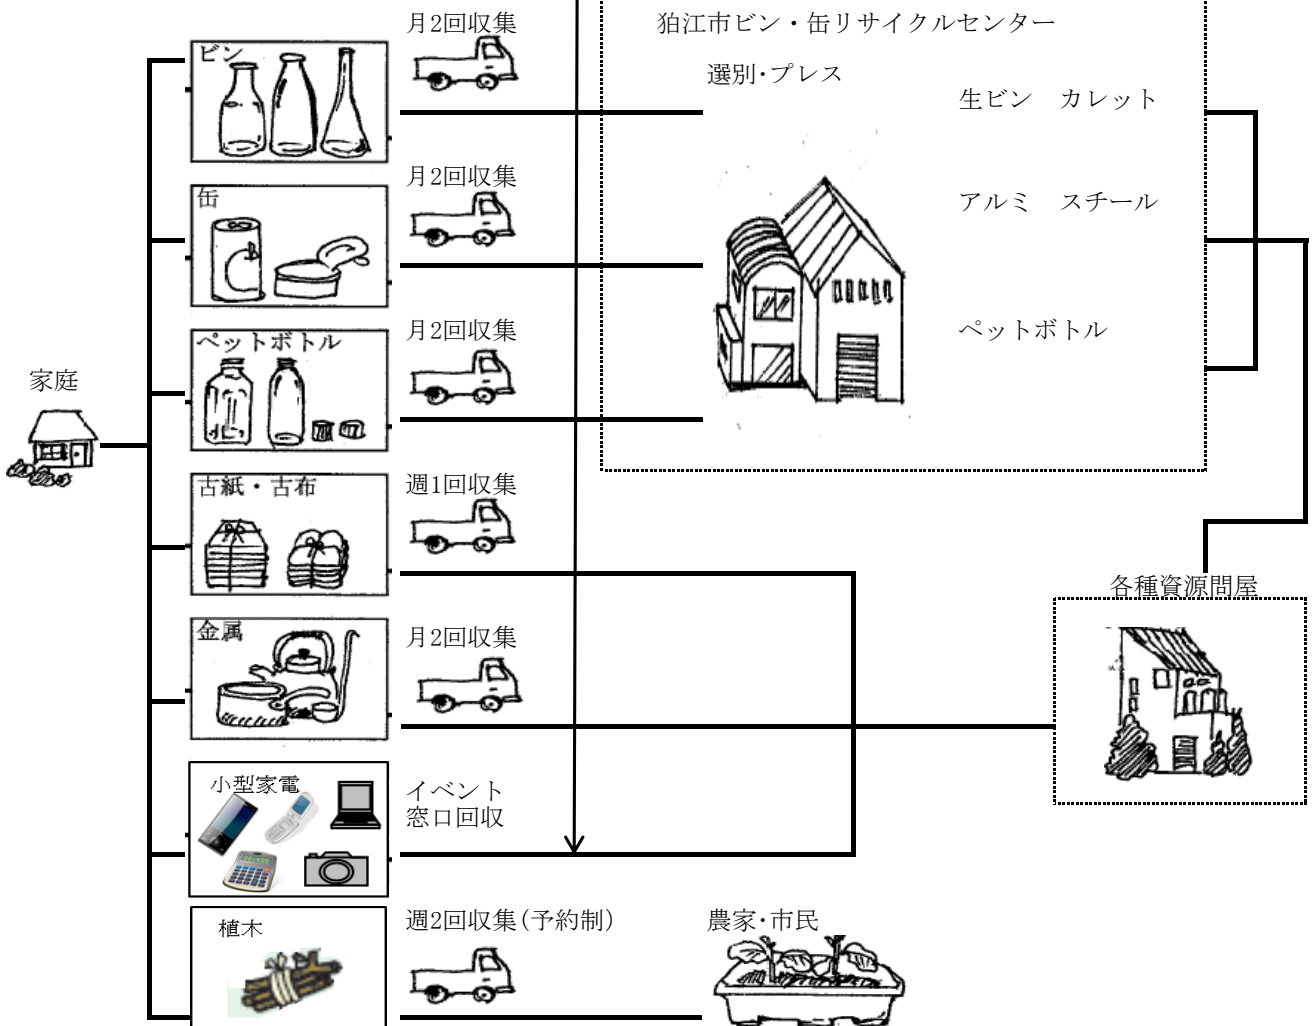 月2回収集
狛江市ビン・缶リサイクルセンター
ビン
選別・プレス
生ビン　カレット
月2回収集
缶
アルミ　スチール
月2回収集
ペットボトル
ペットボトル
家庭
週1回収集
古紙・古布
各種資源問屋
月2回収集
金属
小型家電
イベント
窓口回収
植木
週2回収集(予約制)
農家・市民